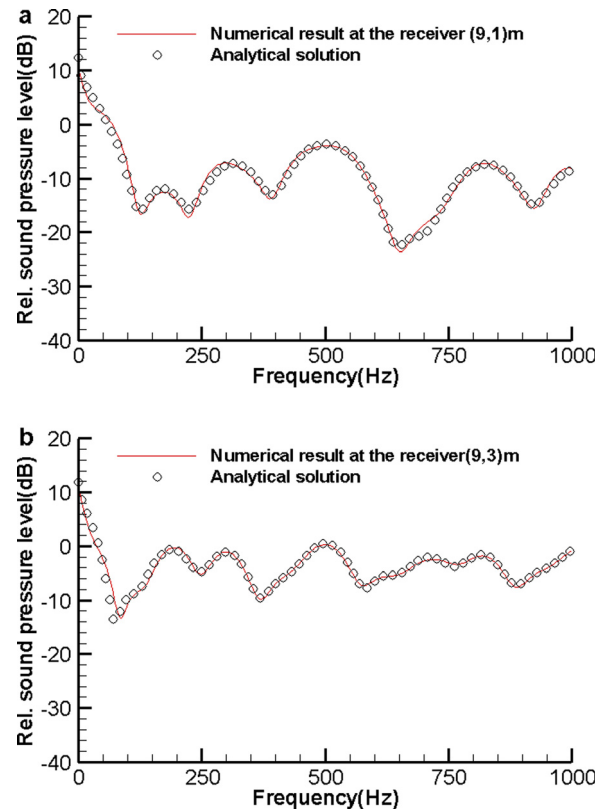 a
20
10
0
-10
-20
-30
-40
Rel. sound pressure level(dB)
Numerical result at the receiver (9,1)m
Analytical solution
0
250
500
750
1000
Frequency(Hz)
b
20
10
0
-10
-20
-30
-40
Rel. sound pressure level(dB)
Numerical result at the receiver(9,3)m
Analytical solution
0
250
500
750
1000
Frequency(Hz)